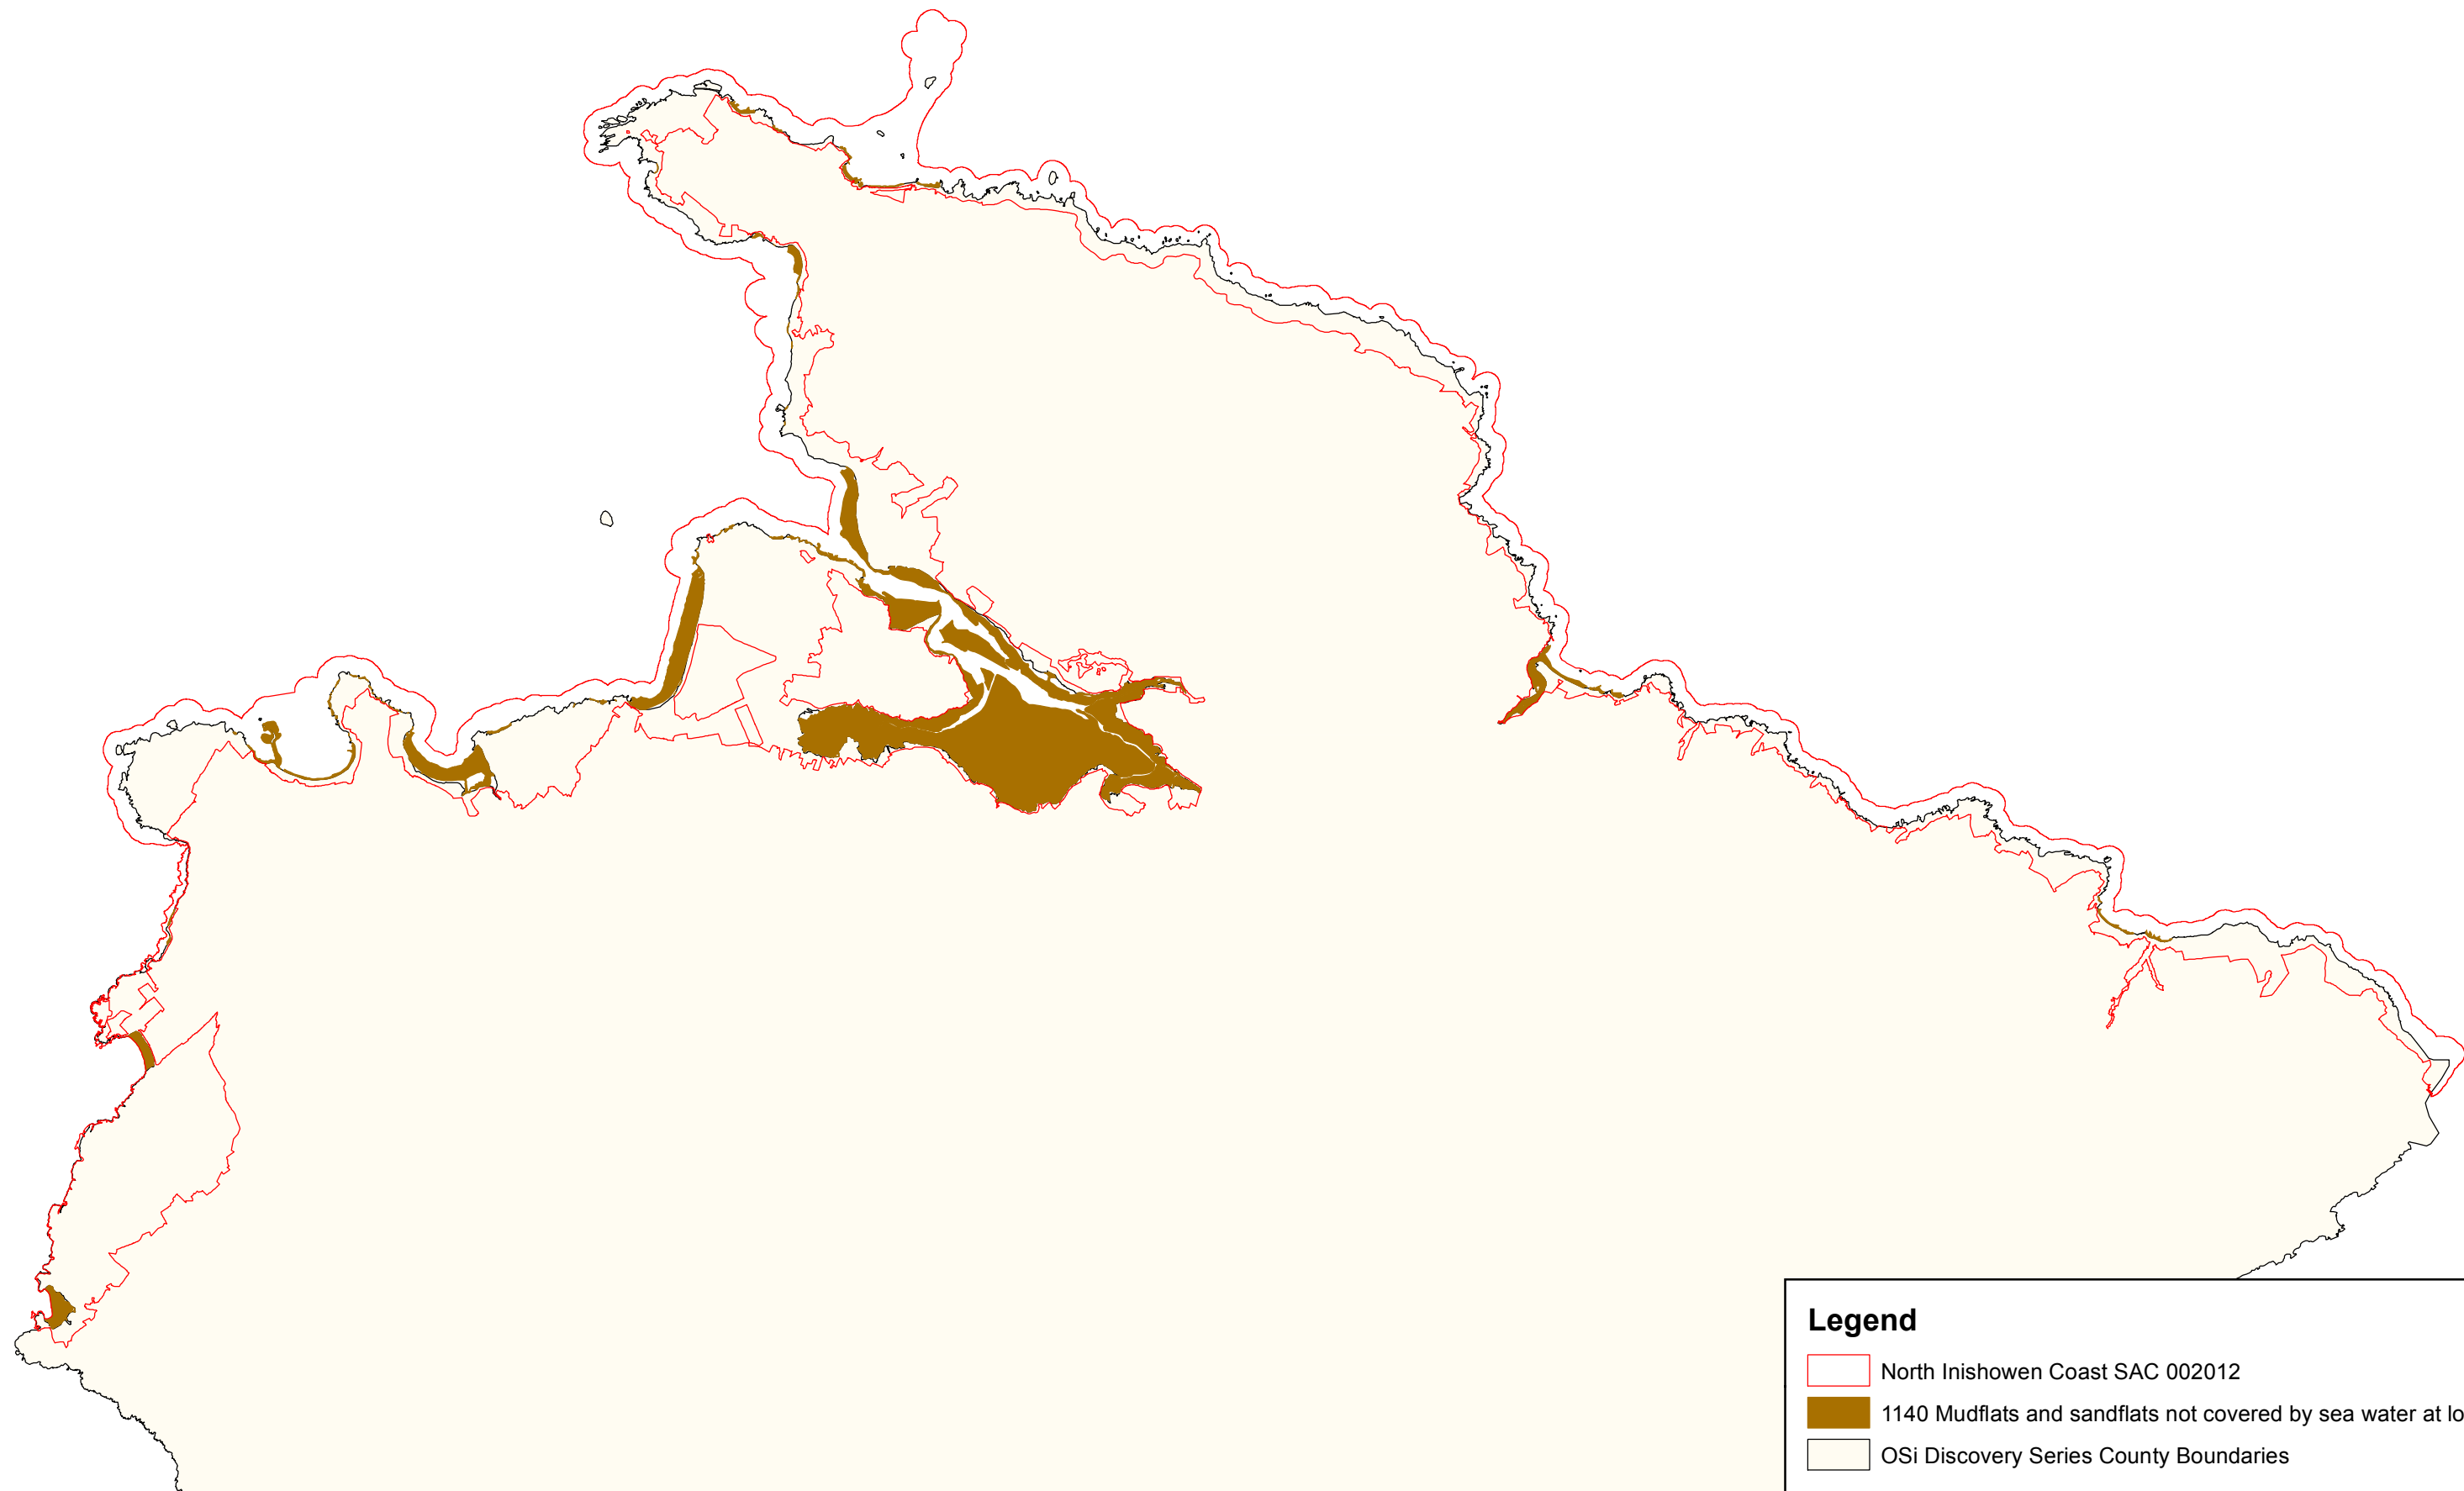 Legend
North Inishowen Coast SAC 002012
1140 Mudflats and sandflats not covered by sea water at lo
OSi Discovery Series County Boundaries